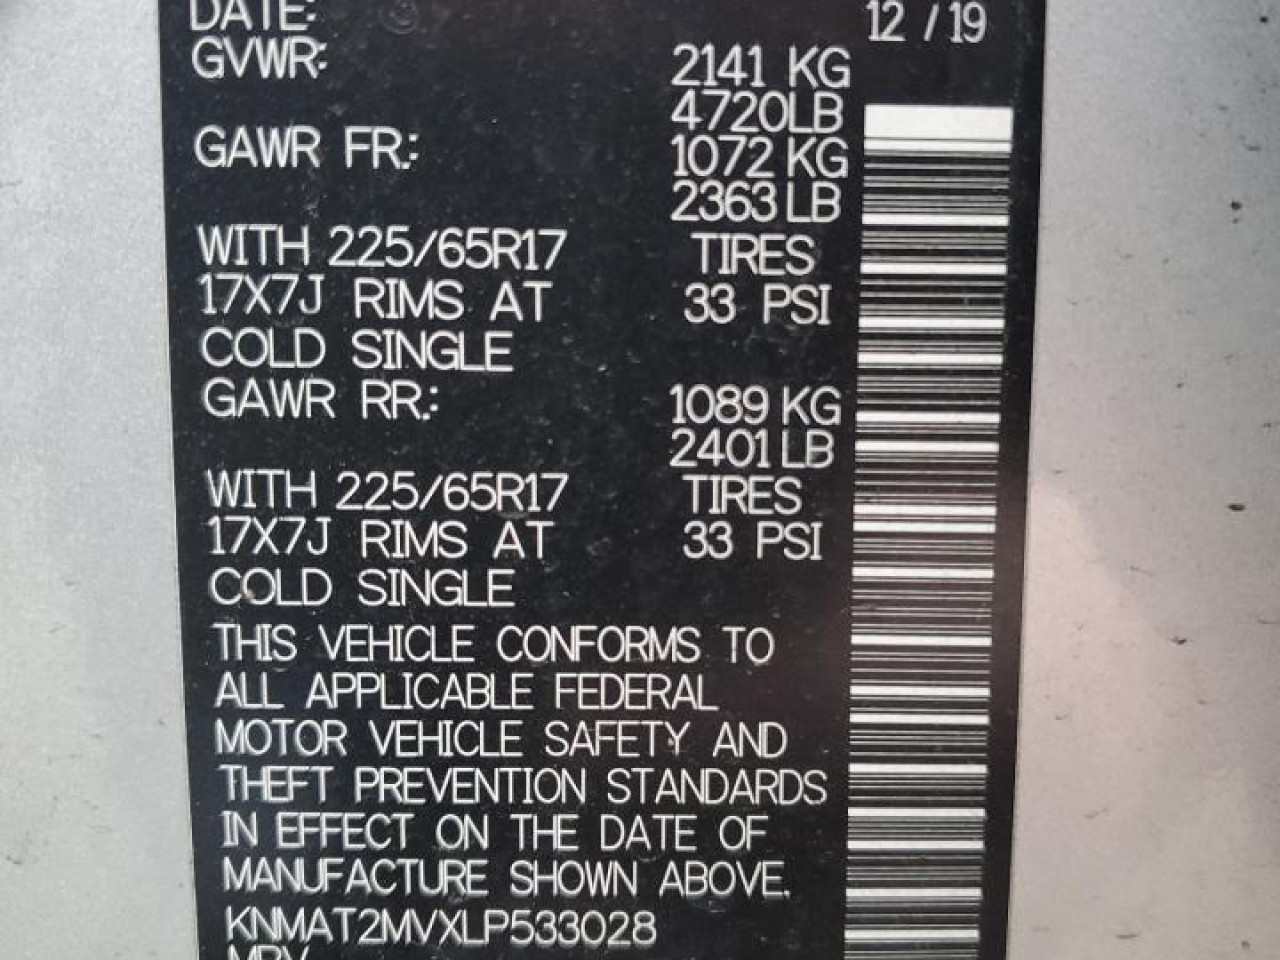 DATE: 12 / 19
GVWR: 2141 KG
4720LB
GAWR FR.: 1072 KG
2363 LB
WITH 225/65R17 TIRES
17X7J RIMS AT 33 PSI
COLD SINGLE
GAWR RR.: 1089 KG
2401 LB
WITH 225/65R17 TIRES
17X7J RIMS AT 33 PSI
COLD SINGLE
THIS VEHICLE CONFORMS TO
ALL APPLICABLE FEDERAL
MOTOR VEHICLE SAFETY AND
THEFT PREVENTION STANDARDS
IN EFFECT ON THE DATE OF
MANUFACTURE SHOWN ABOVE.
KNMAT2MVXLP533028
MPV